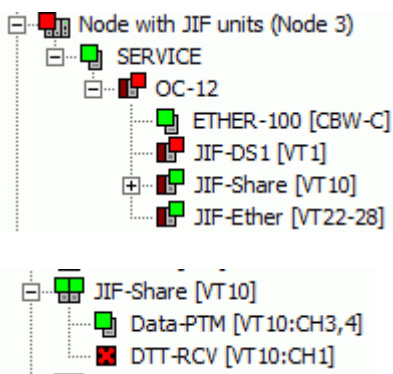 Node with JIF units (Node 3)
SERVICE
OC-12
ETHER-100 [CBW-C]
JIF-DS1 [VT1]
JIF-Share [VT10]
JIF-Ether [VT22-28]
JIF-Share [VT10]
Data-PTM [VT10:CH3,4]
DTT-RCV [VT10:CH1]